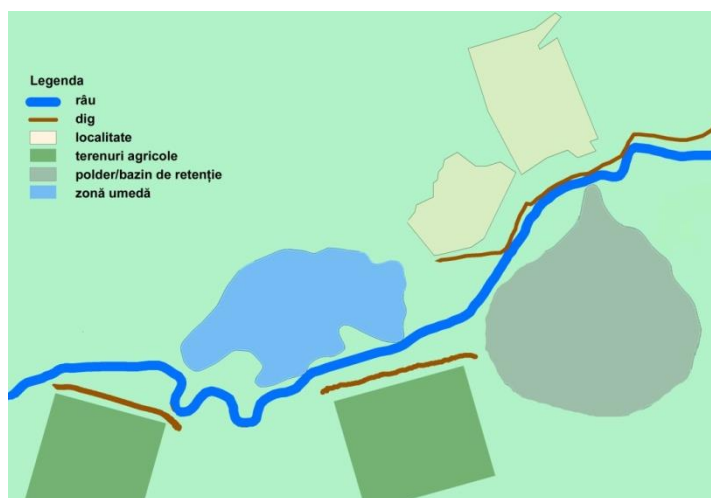 Legenda
râu
dig
localitate
terenuri agricole
polder/bazin de retenție
zonă umedă